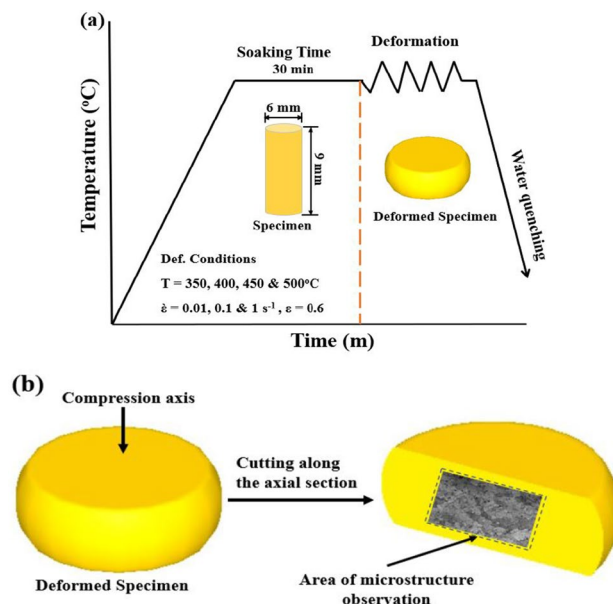 (a)
Temperature (°C)
Soaking Time
30 min
Deformation
6 mm
9 mm
Specimen
Deformed Specimen
Water quenching
Def. Conditions
T = 350, 400, 450 & 500°C
ε̇ = 0.01, 0.1 & 1 s⁻¹ , ε = 0.6
Time (m)
(b)
Compression axis
Cutting along
the axial section
Deformed Specimen
Area of microstructure
observation